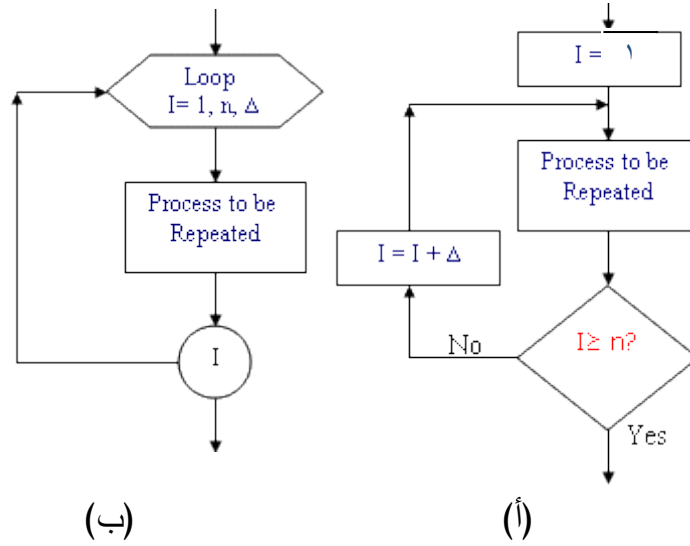 Loop
I= 1, n, Δ
Process to be
Repeated
I
(ب)
I = ١
Process to be
Repeated
I = I + Δ
I≥ n?
No
Yes
(أ)